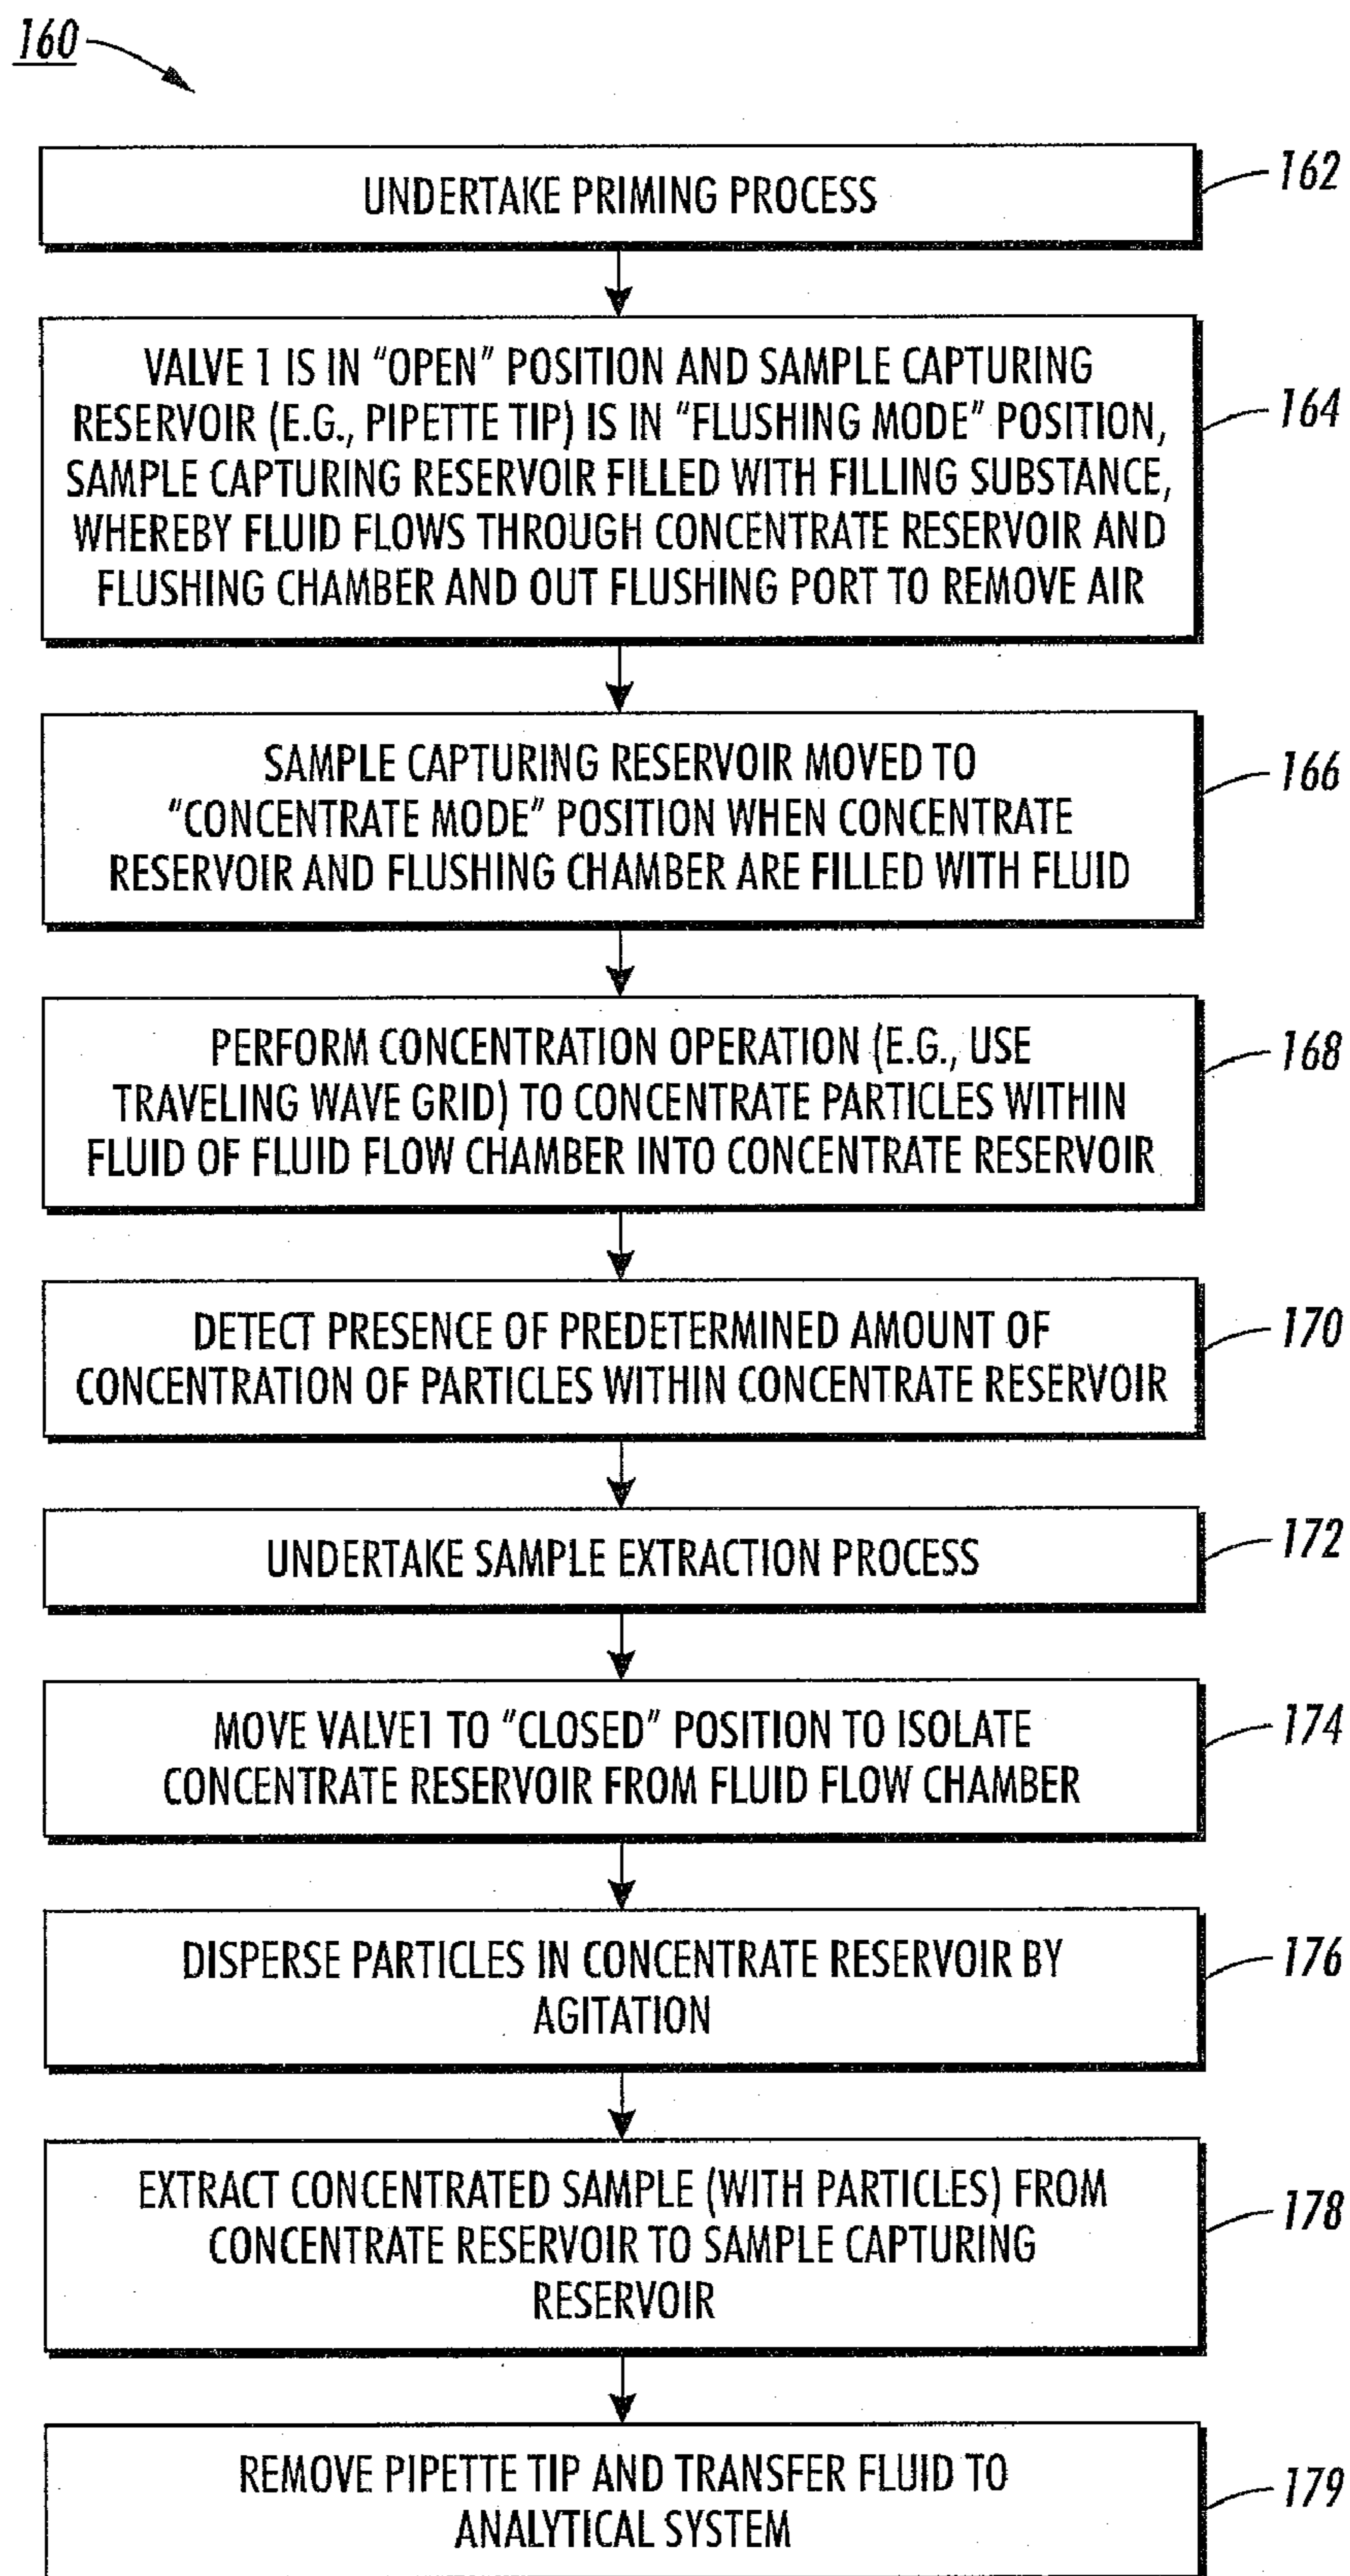 160
UNDERTAKE PRIMING PROCESS
162
VALVE 1 IS IN “OPEN” POSITION AND SAMPLE CAPTURING
RESERVOIR (E.G., PIPETTE TIP) IS IN “FLUSHING MODE” POSITION,
SAMPLE CAPTURING RESERVOIR FILLED WITH FILLING SUBSTANCE,
WHEREBY FLUID FLOWS THROUGH CONCENTRATE RESERVOIR AND
FLUSHING CHAMBER AND OUT FLUSHING PORT TO REMOVE AIR
164
SAMPLE CAPTURING RESERVOIR MOVED TO
“CONCENTRATE MODE” POSITION WHEN CONCENTRATE
RESERVOIR AND FLUSHING CHAMBER ARE FILLED WITH FLUID
166
PERFORM CONCENTRATION OPERATION (E.G., USE
TRAVELING WAVE GRID) TO CONCENTRATE PARTICLES WITHIN
FLUID OF FLUID FLOW CHAMBER INTO CONCENTRATE RESERVOIR
168
DETECT PRESENCE OF PREDETERMINED AMOUNT OF
CONCENTRATION OF PARTICLES WITHIN CONCENTRATE RESERVOIR
170
UNDERTAKE SAMPLE EXTRACTION PROCESS
172
MOVE VALVE1 TO “CLOSED” POSITION TO ISOLATE
CONCENTRATE RESERVOIR FROM FLUID FLOW CHAMBER
174
DISPERSE PARTICLES IN CONCENTRATE RESERVOIR BY
AGITATION
176
EXTRACT CONCENTRATED SAMPLE (WITH PARTICLES) FROM
CONCENTRATE RESERVOIR TO SAMPLE CAPTURING
RESERVOIR
178
REMOVE PIPETTE TIP AND TRANSFER FLUID TO
ANALYTICAL SYSTEM
179